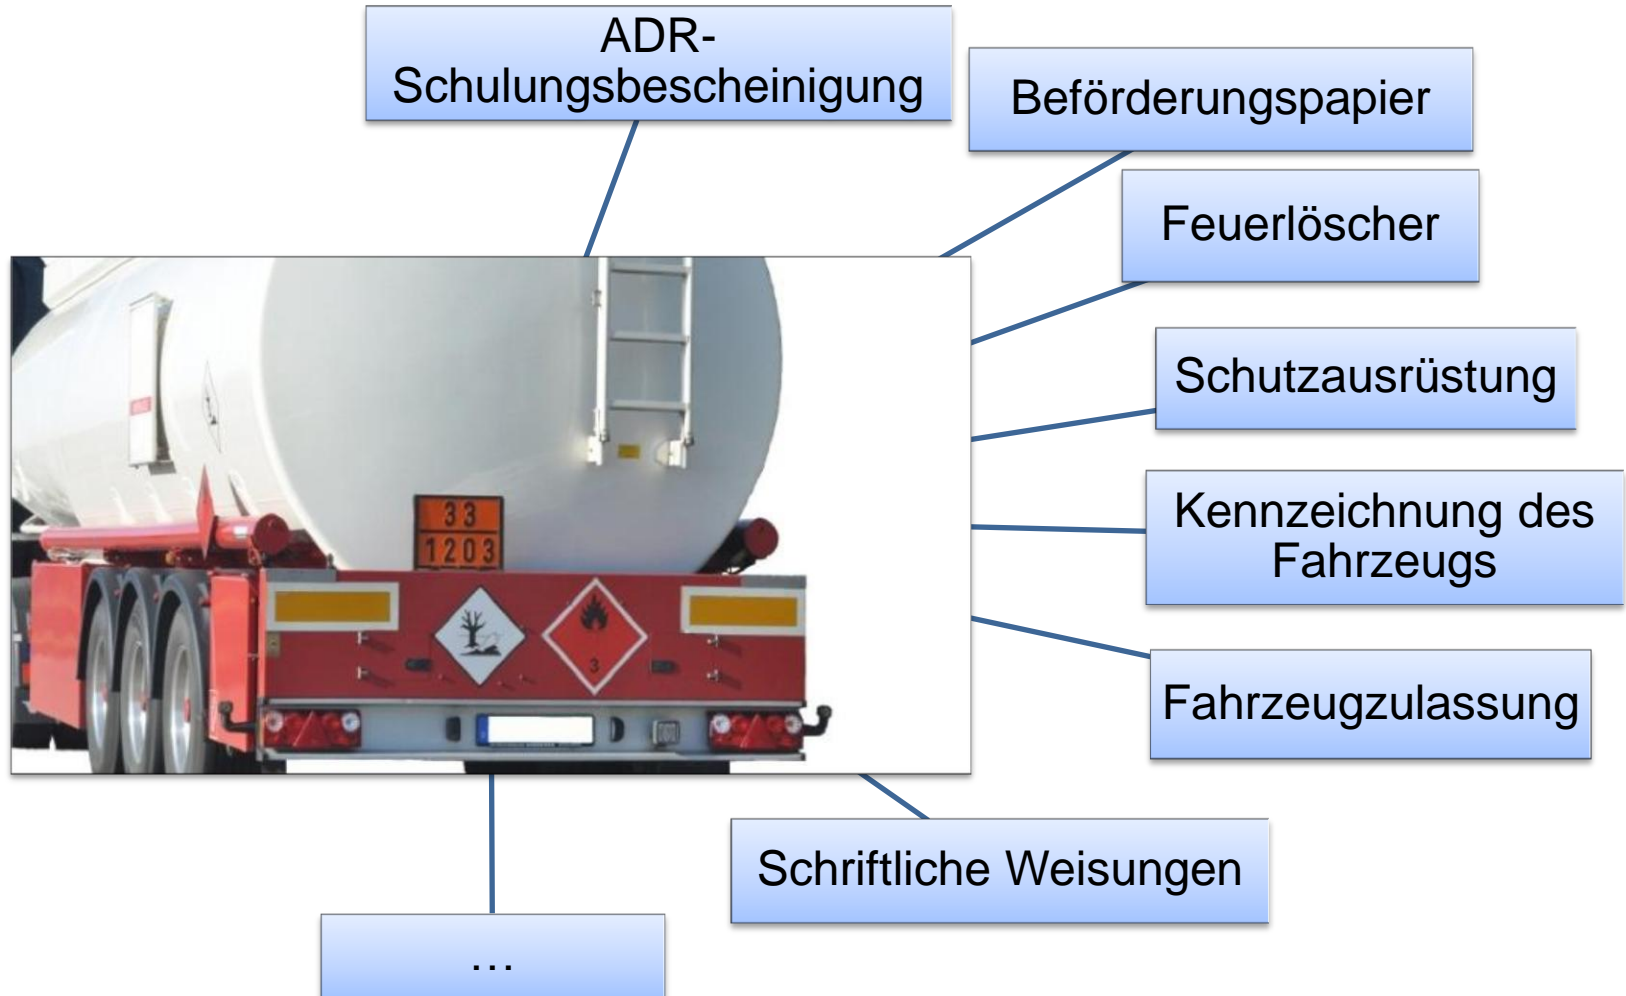 ADR-
Schulungsbescheinigung
Beförderungspapier
Feuerlöscher
Schutzausrüstung
33
1203
3
Kennzeichnung des
Fahrzeugs
Fahrzeugzulassung
Schriftliche Weisungen
…